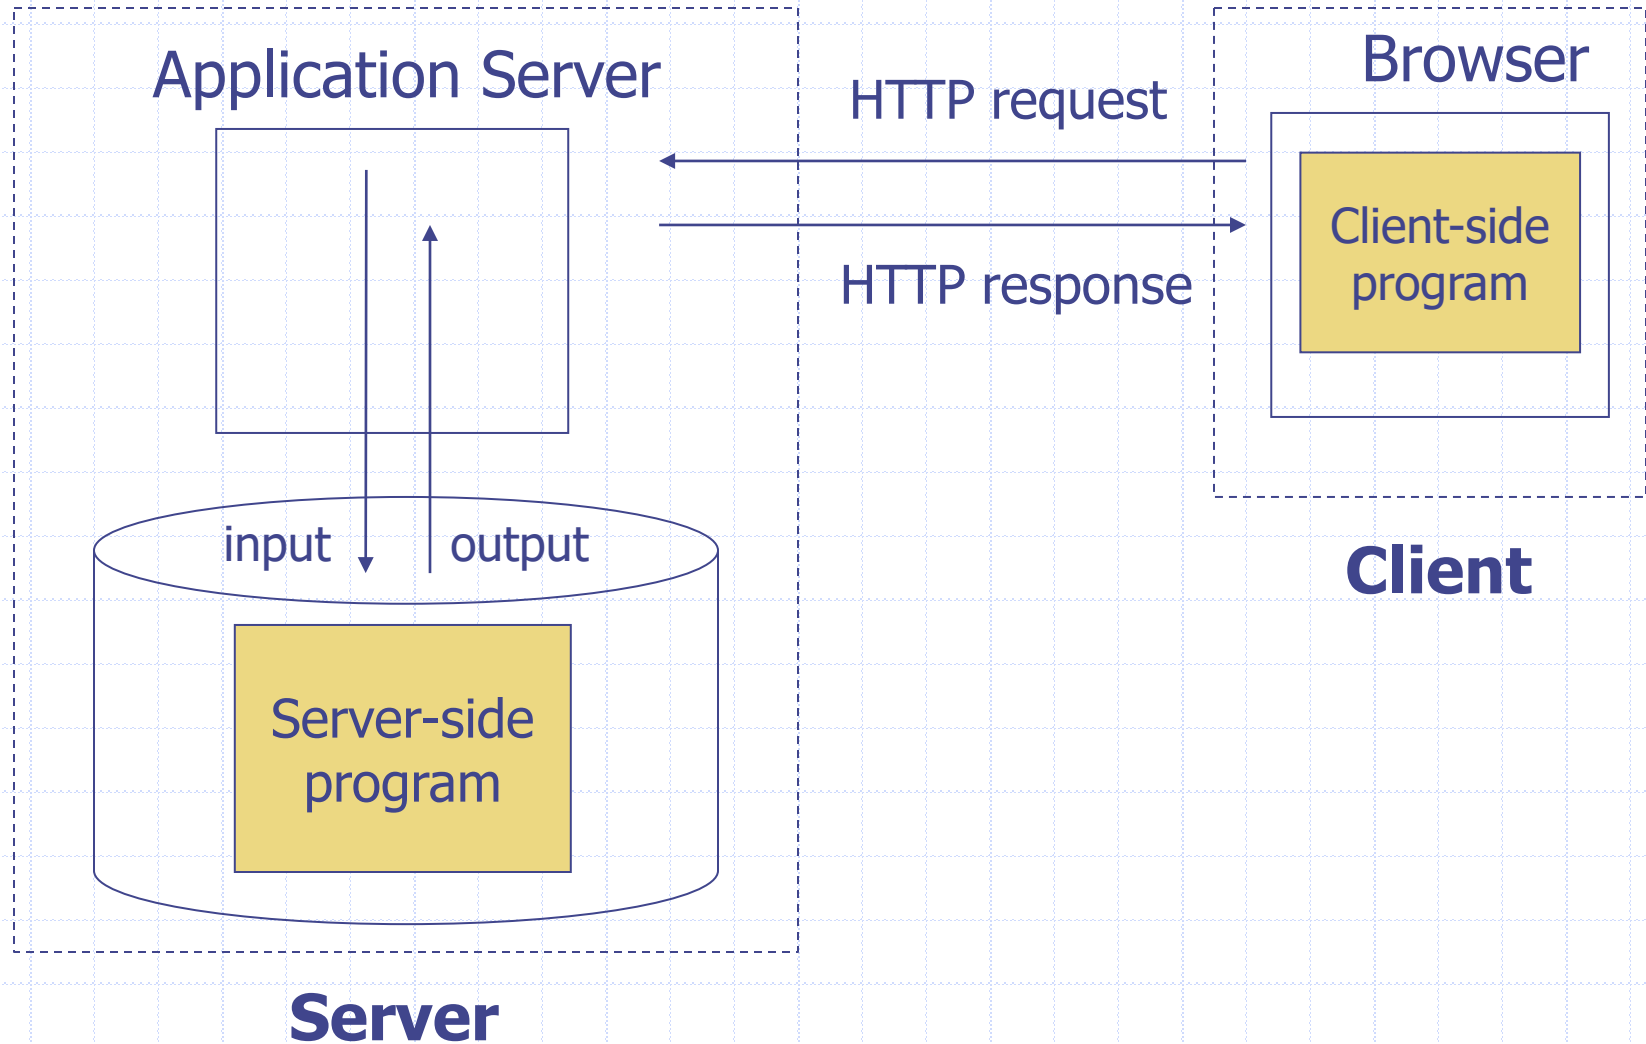 Application Server
HTTP request
HTTP response
Browser
Client-side
program
input
output
Server-side
program
Client
Server